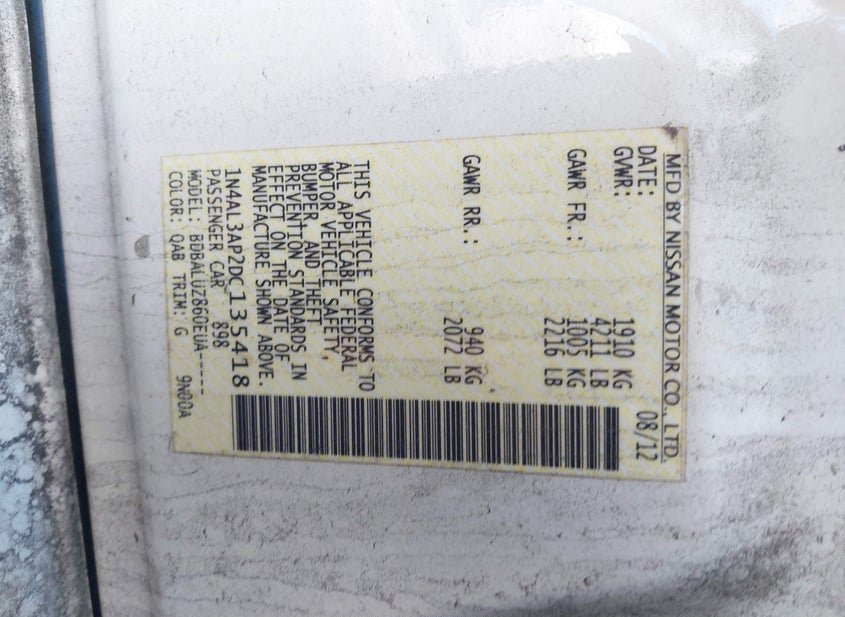 MFD BY NISSAN MOTOR CO., LTD.
DATE: 08/12
GVWR: 1910 KG
4211 LB
GAWR FR.: 1005 KG
2216 LB
GAWR RR.: 940 KG
2072 LB
THIS VEHICLE CONFORMS TO
ALL APPLICABLE FEDERAL
MOTOR VEHICLE SAFETY,
BUMPER, AND THEFT
PREVENTION STANDARDS IN
EFFECT ON THE DATE OF
MANUFACTURE SHOWN ABOVE.
1N4AL3AP2DC135418
PASSENGER CAR 898
MODEL: BDBALUZ860EUA-----
COLOR: QAB TRIM: G 9N00A